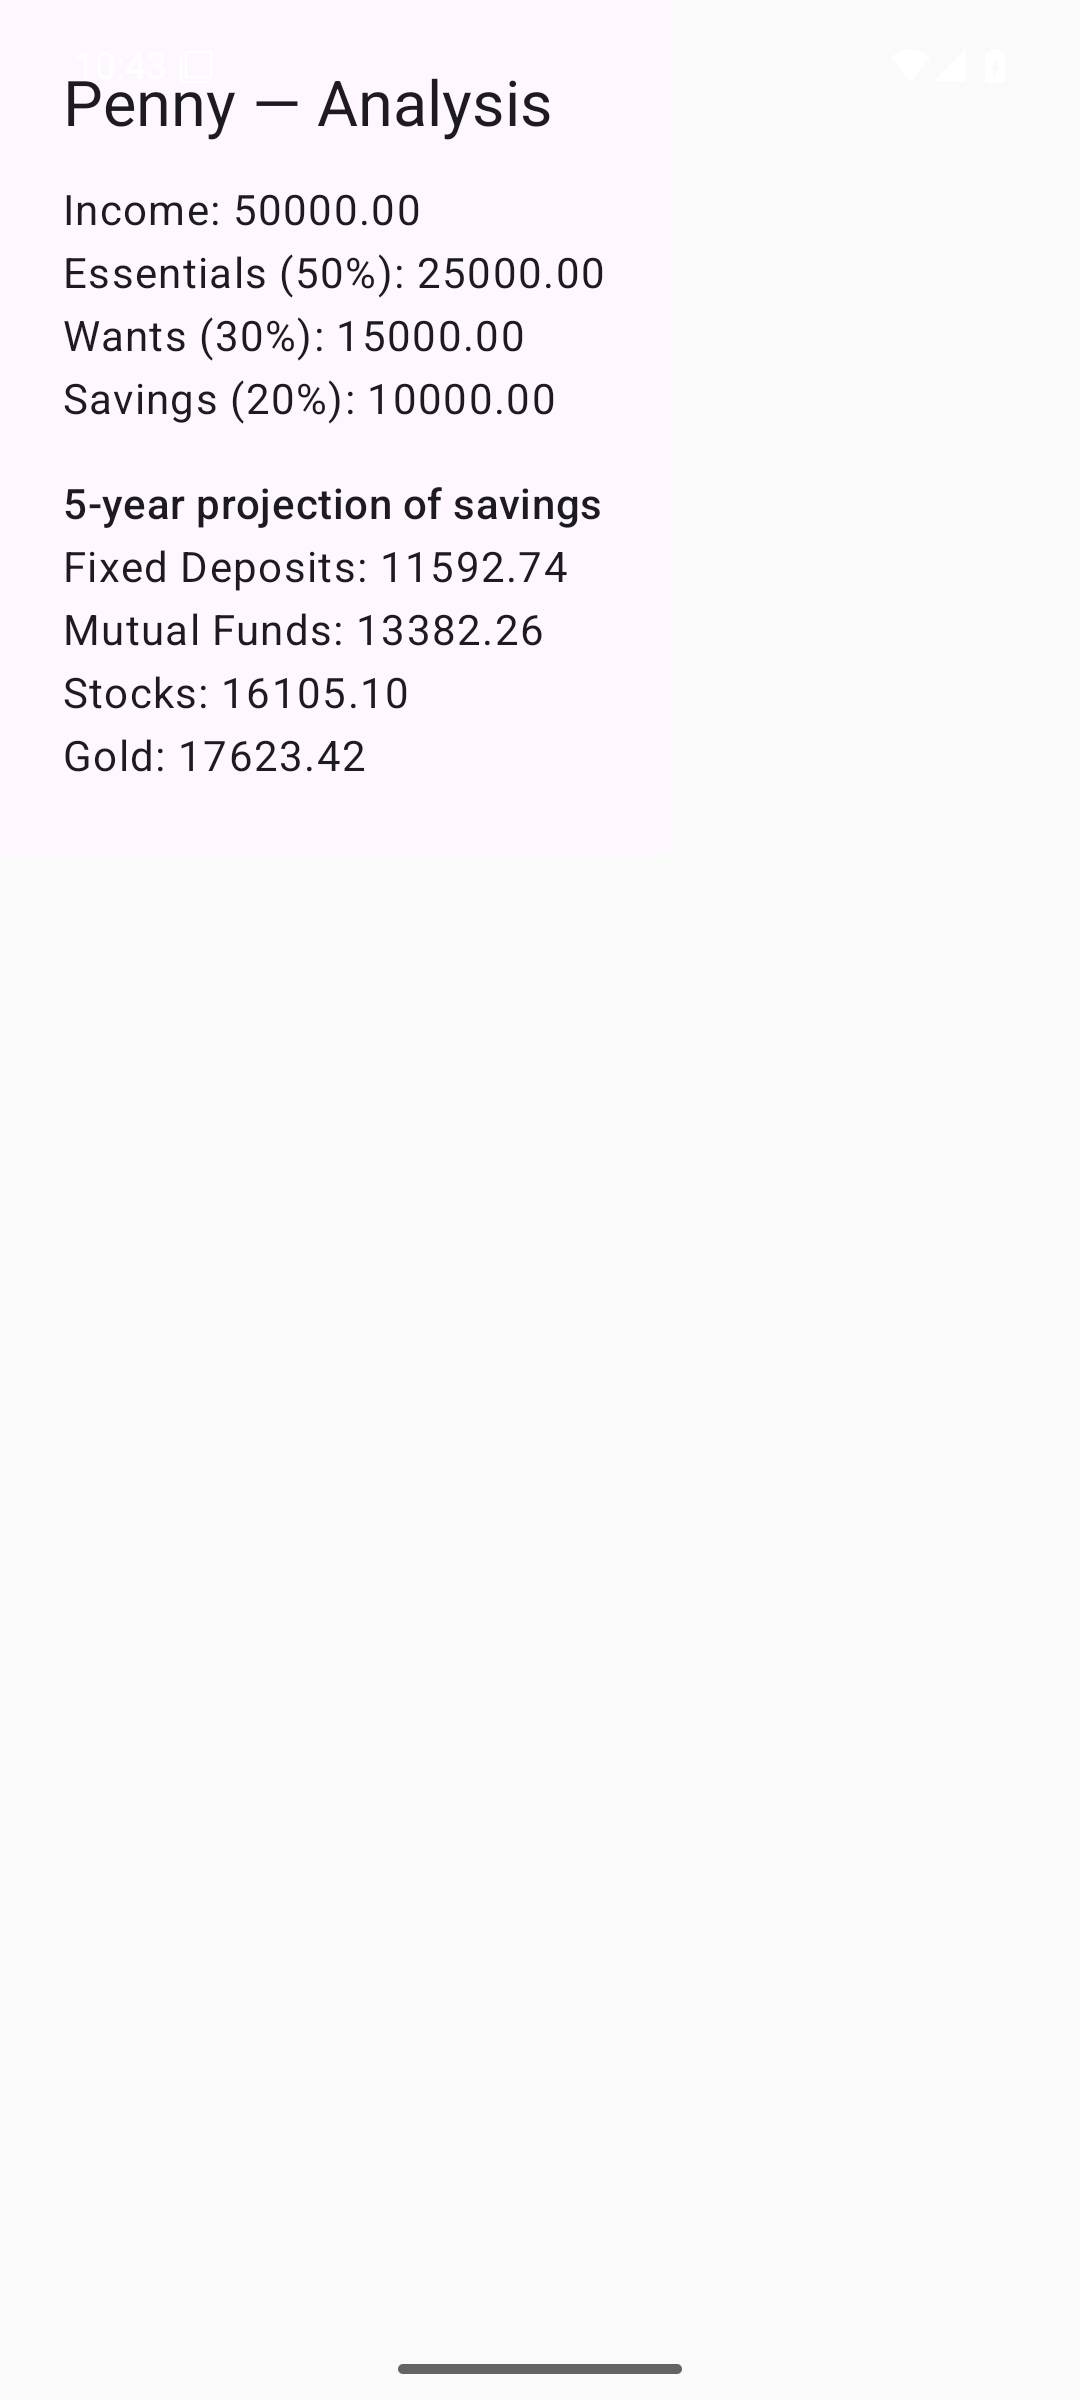 10:43
Penny — Analysis
Income: 50000.00
Essentials (50%): 25000.00
Wants (30%): 15000.00
Savings (20%): 10000.00
5-year projection of savings
Fixed Deposits: 11592.74
Mutual Funds: 13382.26
Stocks: 16105.10
Gold: 17623.42